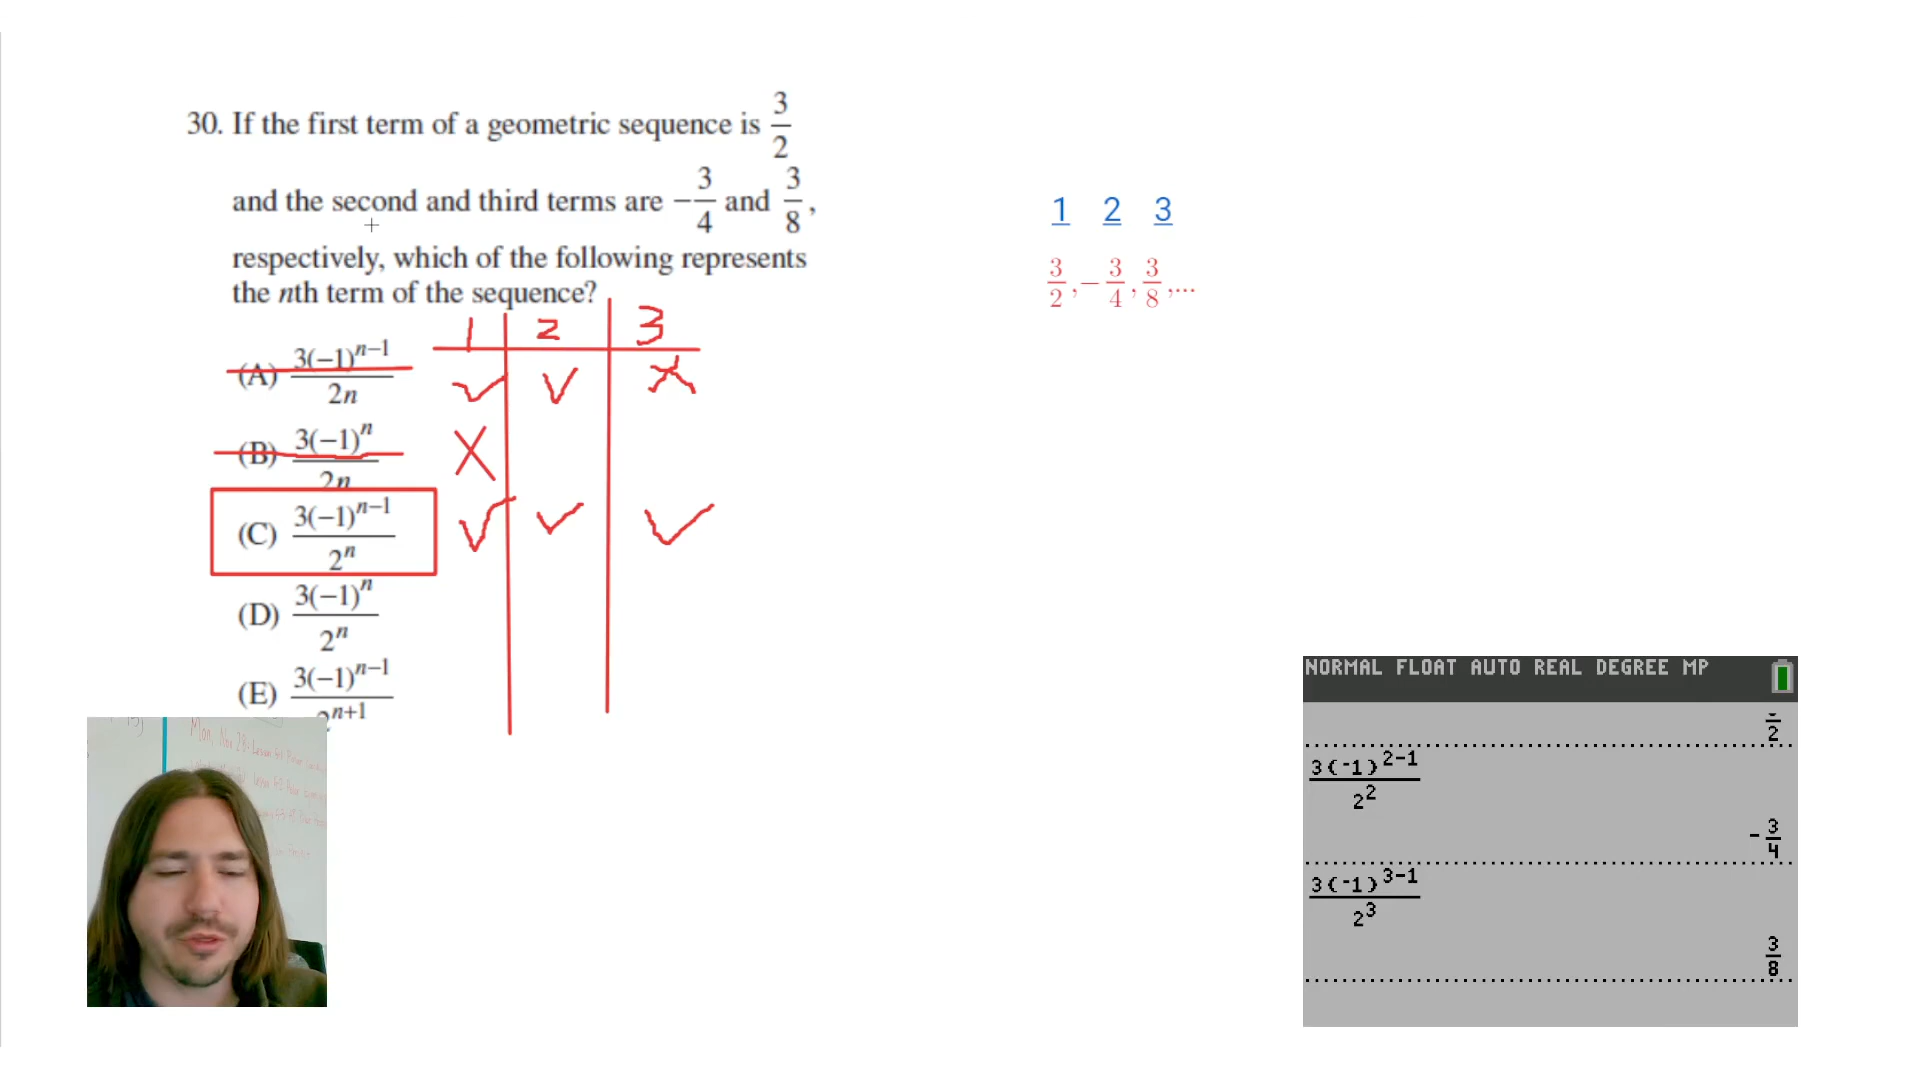 30. If the first term of a geometric sequence is 3/2
and the second and third terms are −3/4 and 3/8,
respectively, which of the following represents
the nth term of the sequence?
1 2 3
(A) 3(−1)^{n−1} / 2n
(B) 3(−1)^n / 2n
(C) 3(−1)^{n−1} / 2^n
(D) 3(−1)^n / 2^n
(E) 3(−1)^{n−1} / 2^{n+1}
1 2 3
3/2, −3/4, 3/8, ...
Mon, Nov 28: Lesson
NORMAL FLOAT AUTO REAL DEGREE MP
2
3(-1)^{2-1} / 2^2
-3/4
3(-1)^{3-1} / 2^3
3/8